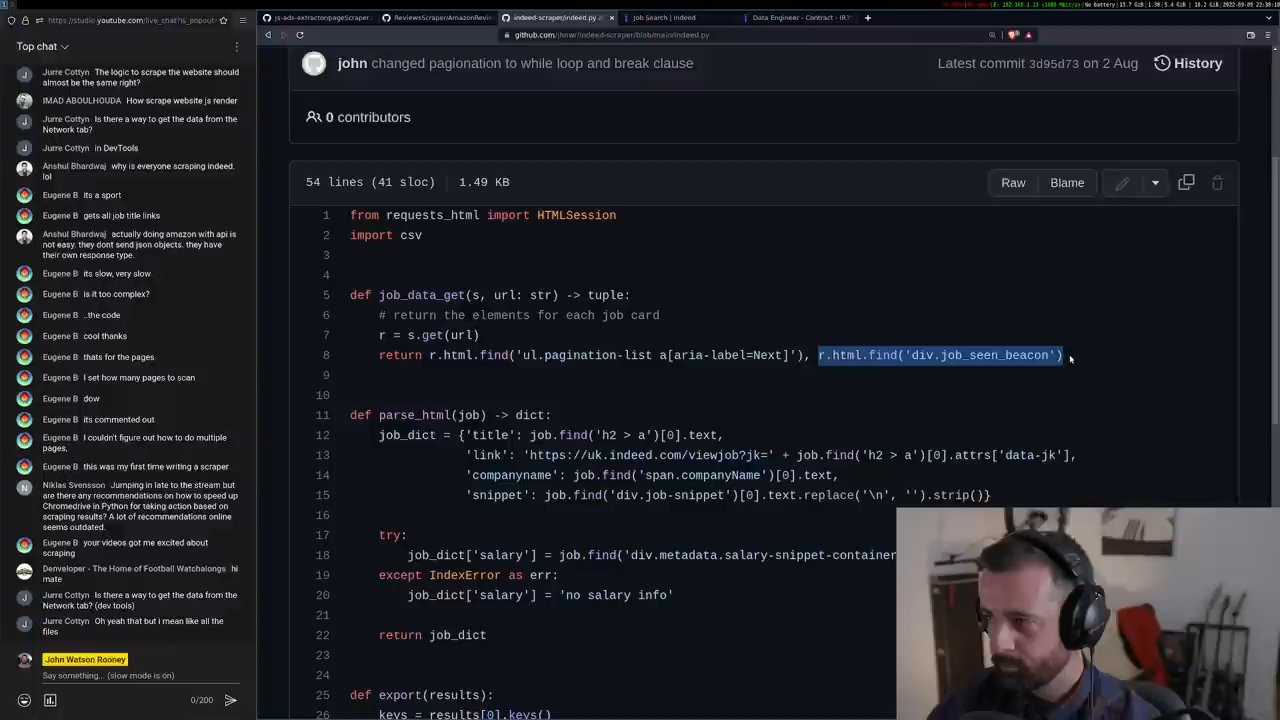 https://studio.youtube.com/live_chat?is_popout=
js-ads-extractor/pageScraper.
ReviewsScraper/AmazonRevie
indeed-scraper/indeed.py a
Job Search | Indeed
Data Engineer - Contract - IR3
github.com/jhnwr/indeed-scraper/blob/main/indeed.py
Top chat
Jurre Cottyn The logic to scrape the website should
almost be the same right?
IMAD ABOULHOUDA How scrape website js render
Jurre Cottyn Is there a way to get the data from the
Network tab?
Jurre Cottyn in DevTools
Anshul Bhardwaj why is everyone scraping indeed.
lol
Eugene B its a sport
Eugene B gets all job title links
Anshul Bhardwaj actually doing amazon with api is
not easy. they dont send json objects. they have
their own response type.
Eugene B its slow, very slow
Eugene B is it too complex?
Eugene B ..the code
Eugene B cool thanks
Eugene B thats for the pages
Eugene B I set how many pages to scan
Eugene B dow
Eugene B its commented out
Eugene B I couldn't figure out how to do multiple
pages,
Eugene B this was my first time writing a scraper
Niklas Svensson Jumping in late to the stream but
are there any recommendations on how to speed up
Chromedrive in Python for taking action based on
scraping results? A lot of recommendations online
seems outdated.
Eugene B your videos got me excited about
scraping
Denveloper - The Home of Football Watchalongs hi
mate
Jurre Cottyn Is there a way to get the data from the
Network tab? (dev tools)
Jurre Cottyn Oh yeah that but i mean like all the
files
John Watson Rooney
Say something... (slow mode is on)
0/200
john changed pagionation to while loop and break clause
Latest commit 3d95d73 on 2 Aug
History
0 contributors
54 lines (41 sloc) 1.49 KB
Raw
Blame
1 from requests_html import HTMLSession
2 import csv
3
4
5 def job_data_get(s, url: str) -> tuple:
6 # return the elements for each job card
7 r = s.get(url)
8 return r.html.find('ul.pagination-list a[aria-label=Next]'), r.html.find('div.job_seen_beacon')
9
10
11 def parse_html(job) -> dict:
12 job_dict = {'title': job.find('h2 > a')[0].text,
13 'link': 'https://uk.indeed.com/viewjob?jk=' + job.find('h2 > a')[0].attrs['data-jk'],
14 'companyname': job.find('span.companyName')[0].text,
15 'snippet': job.find('div.job-snippet')[0].text.replace('\n', '').strip()}
16
17 try:
18 job_dict['salary'] = job.find('div.metadata.salary-snippet-container
19 except IndexError as err:
20 job_dict['salary'] = 'no salary info'
21
22 return job_dict
23
24
25 def export(results):
26 keys = results[0].keys()